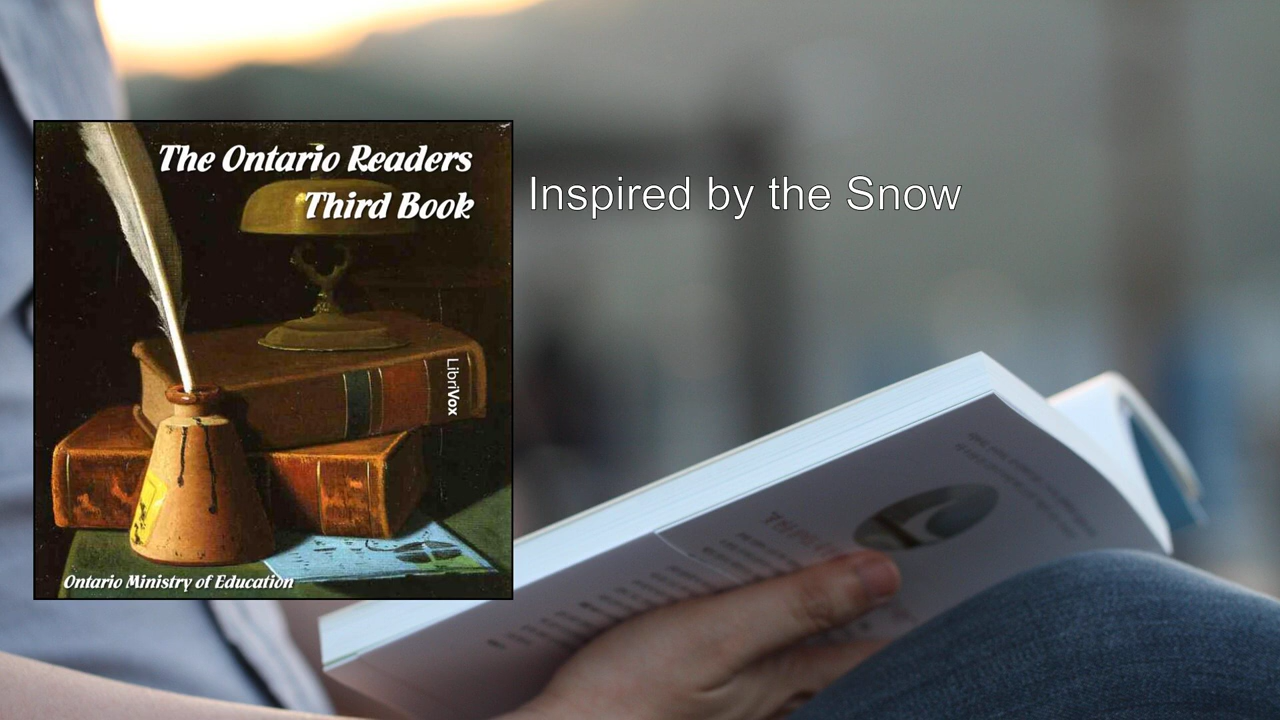 The Ontario Readers
Third Book
LibriVox
Ontario Ministry of Education
Inspired by the Snow